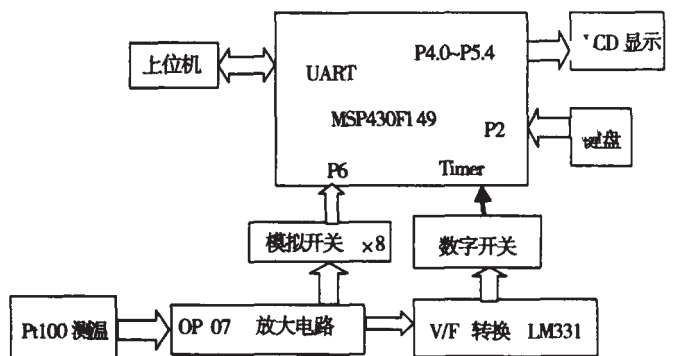 上位机
UART
P4.0~P5.4
MSP430F149
P2
P6
Timer
CD 显示
盘
模拟开关 ×8
数字开关
Pt100 测温
OP 07 放大电路
V/F 转换 LM331